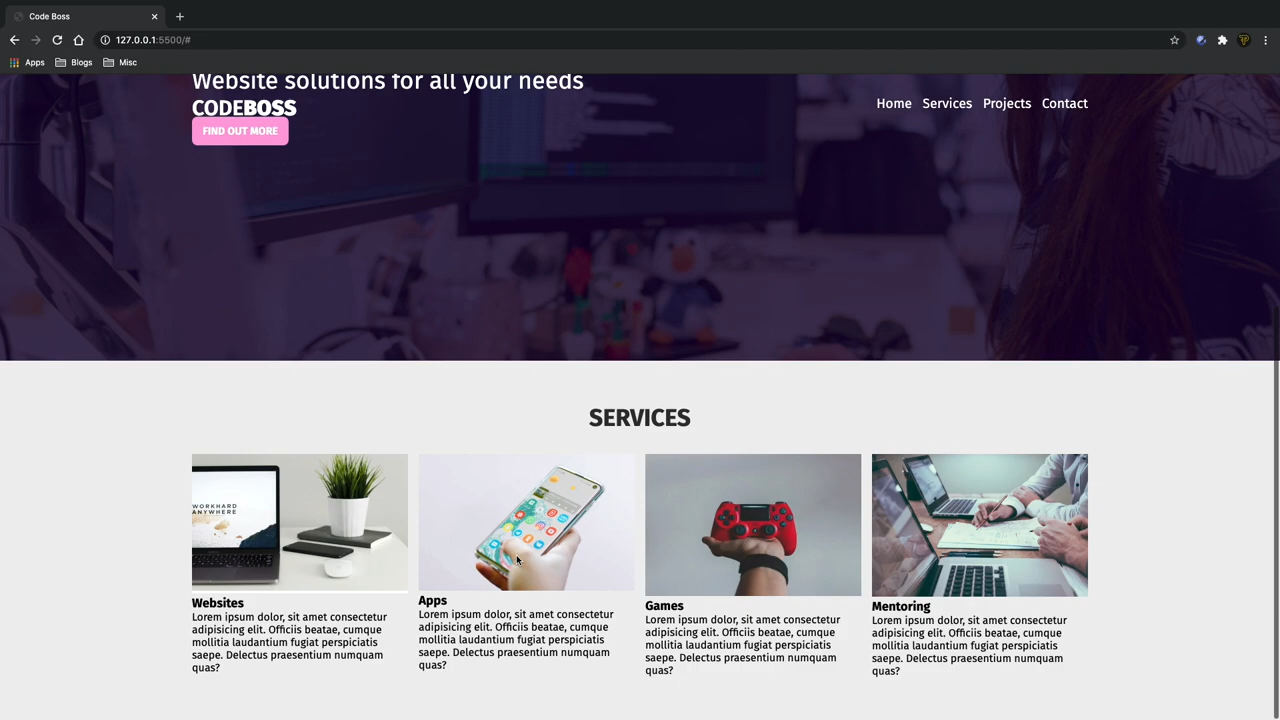 Code Boss
127.0.0.1:5500/#
Apps Blogs Misc
Website solutions for all your needs
CODEBOSS
Home Services Projects Contact
FIND OUT MORE
SERVICES
WORKHARD
ANYWHERE
Websites
Lorem ipsum dolor, sit amet consectetur
adipisicing elit. Officiis beatae, cumque
mollitia laudantium fugiat perspiciatis
saepe. Delectus praesentium numquam
quas?
Apps
Lorem ipsum dolor, sit amet consectetur
adipisicing elit. Officiis beatae, cumque
mollitia laudantium fugiat perspiciatis
saepe. Delectus praesentium numquam
quas?
Games
Lorem ipsum dolor, sit amet consectetur
adipisicing elit. Officiis beatae, cumque
mollitia laudantium fugiat perspiciatis
saepe. Delectus praesentium numquam
quas?
Mentoring
Lorem ipsum dolor, sit amet consectetur
adipisicing elit. Officiis beatae, cumque
mollitia laudantium fugiat perspiciatis
saepe. Delectus praesentium numquam
quas?